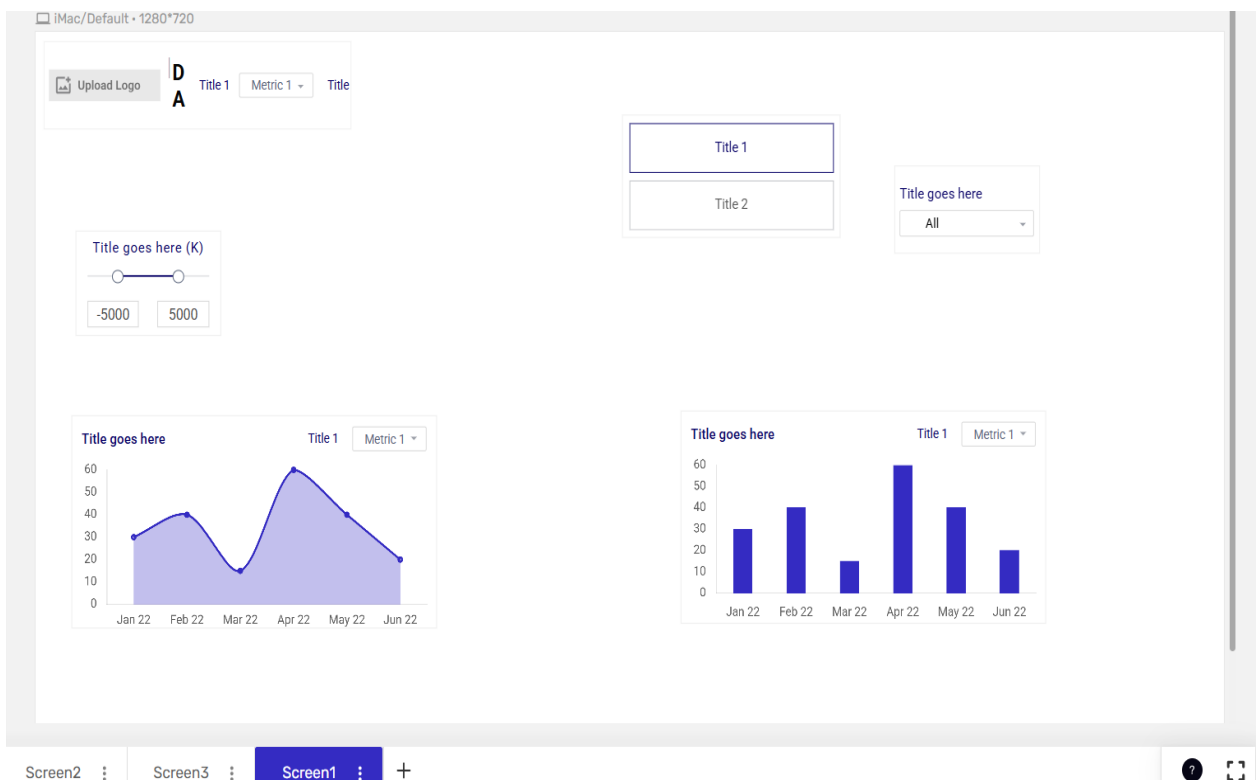 iMac/Default • 1280*720
Upload Logo
D
A
Title 1
Metric 1
Title
Title 1
Title 2
Title goes here
All
Title goes here (K)
-5000
5000
Title goes here
Title 1
Metric 1
60
50
40
30
20
10
0
Jan 22 Feb 22 Mar 22 Apr 22 May 22 Jun 22
Title goes here
Title 1
Metric 1
60
50
40
30
20
10
0
Jan 22 Feb 22 Mar 22 Apr 22 May 22 Jun 22
Screen2
Screen3
Screen1
+
?